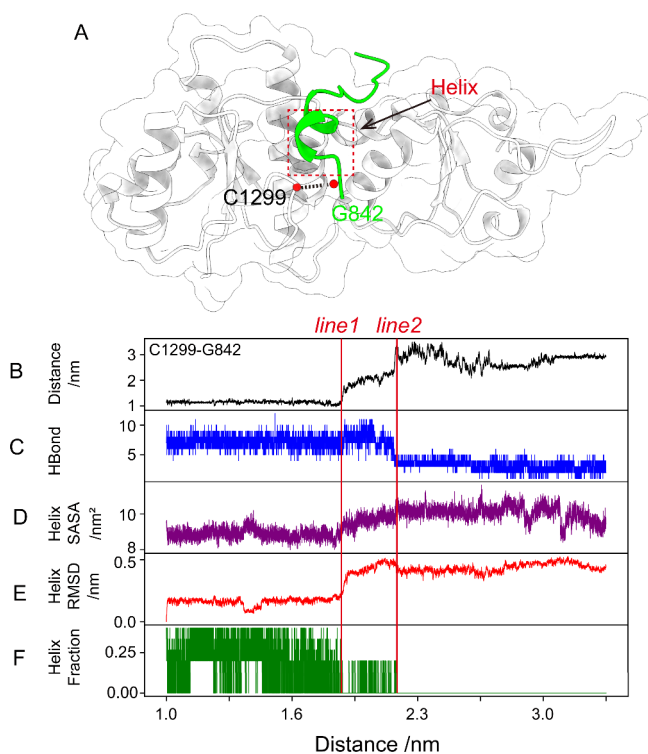 A
Helix
C1299
G842
line1 line2
B
Distance
/nm
C1299-G842
3
2
1
C
HBond
10
5
D
Helix
SASA
/nm²
10
8
E
Helix
RMSD
/nm
0.5
0.0
F
Helix
Fraction
0.25
0.00
1.0 1.6 2.3 3.0
Distance /nm